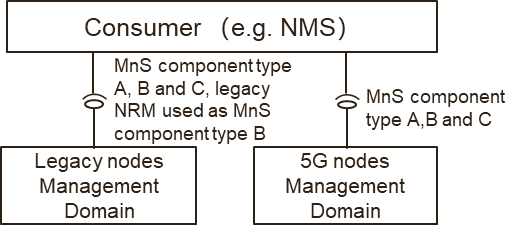 Consumer (e.g. NMS)
MnS component type
A, B and C, legacy
NRM used as MnS
component type B
MnS component
type A,B and C
Legacy nodes
Management
Domain
5G nodes
Management
Domain